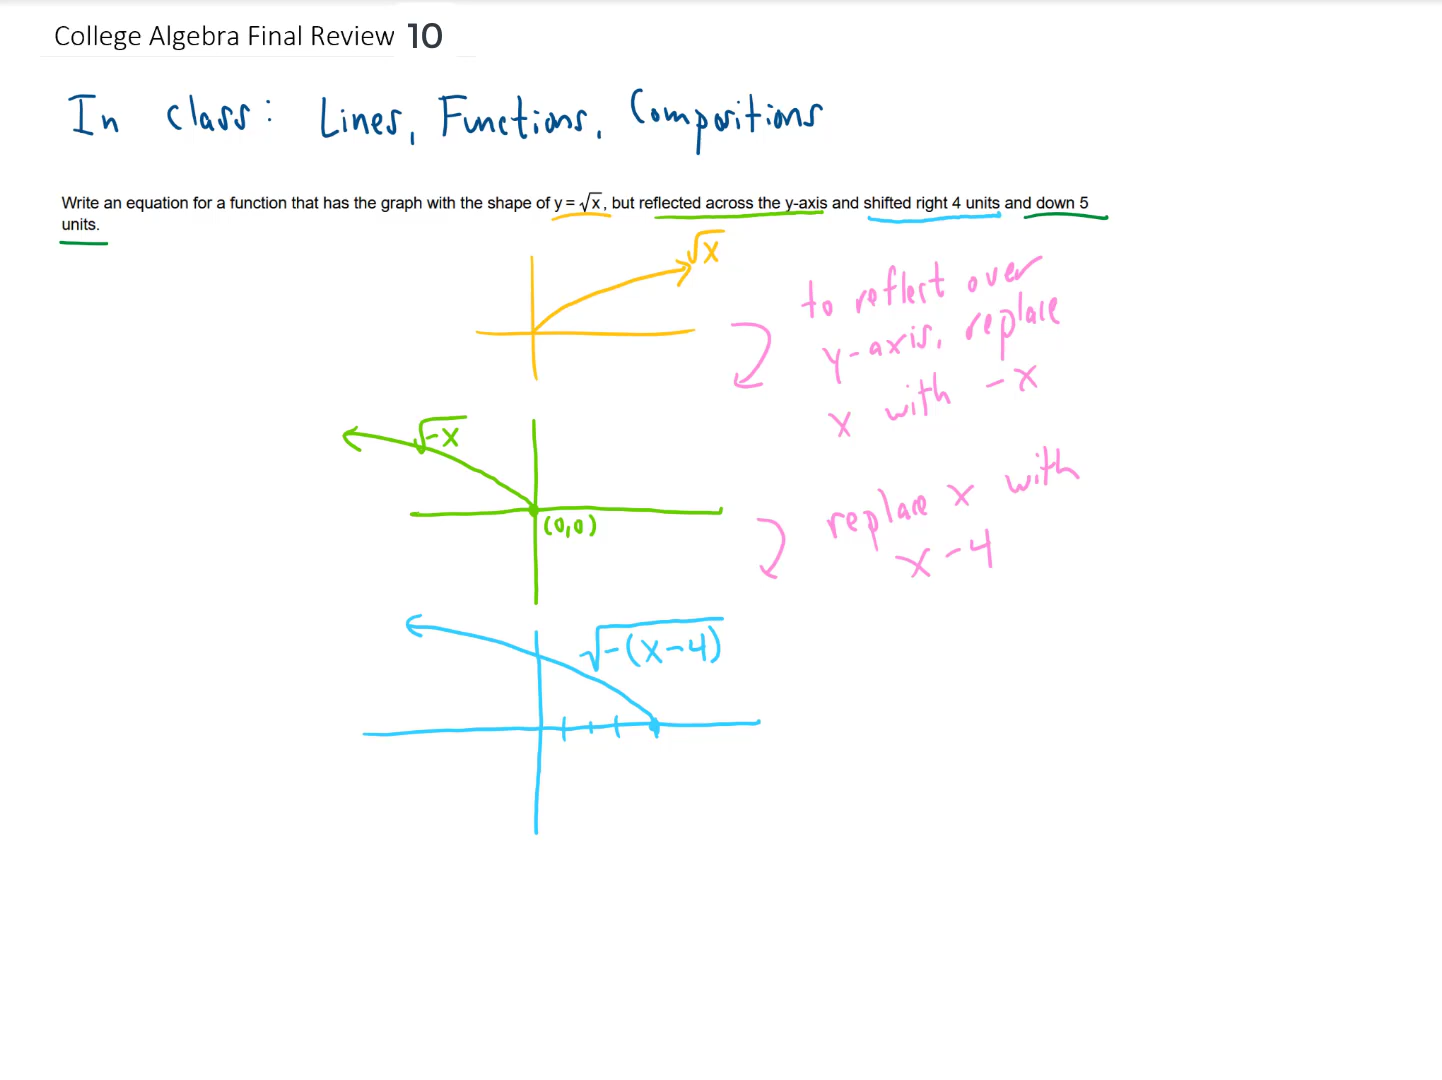 College Algebra Final Review 10
In class: Lines, Functions, Compositions
Write an equation for a function that has the graph with the shape of y = √x, but reflected across the y-axis and shifted right 4 units and down 5
units.
√x
to reflect over
y-axis, replace
x with -x
√-x
(0,0)
replace x with
x-4
√-(x-4)